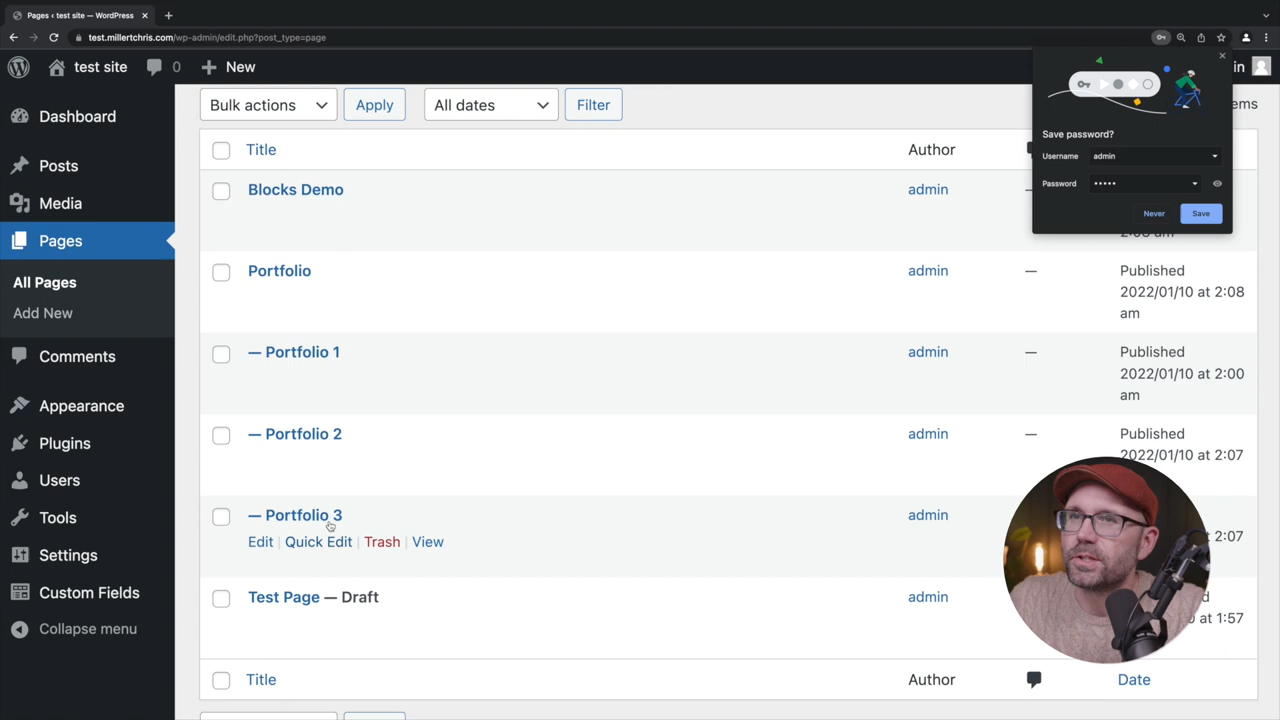 Pages ‹ test site — WordPress
test.millertchris.com/wp-admin/edit.php?post_type=page
test site
0
New
in
Dashboard
Posts
Media
Pages
All Pages
Add New
Comments
Appearance
Plugins
Users
Tools
Settings
Custom Fields
Collapse menu
Bulk actions
Apply
All dates
Filter
ems
Title
Author
Blocks Demo
admin
—
Portfolio
admin
—
Published
2022/01/10 at 2:08
am
— Portfolio 1
admin
—
Published
2022/01/10 at 2:00
am
— Portfolio 2
admin
—
Published
2022/01/10 at 2:07
— Portfolio 3
admin
at 2:07
Edit | Quick Edit | Trash | View
Test Page — Draft
admin
at 1:57
Title
Author
Date
Save password?
Username
admin
Password
•••••
Never
Save